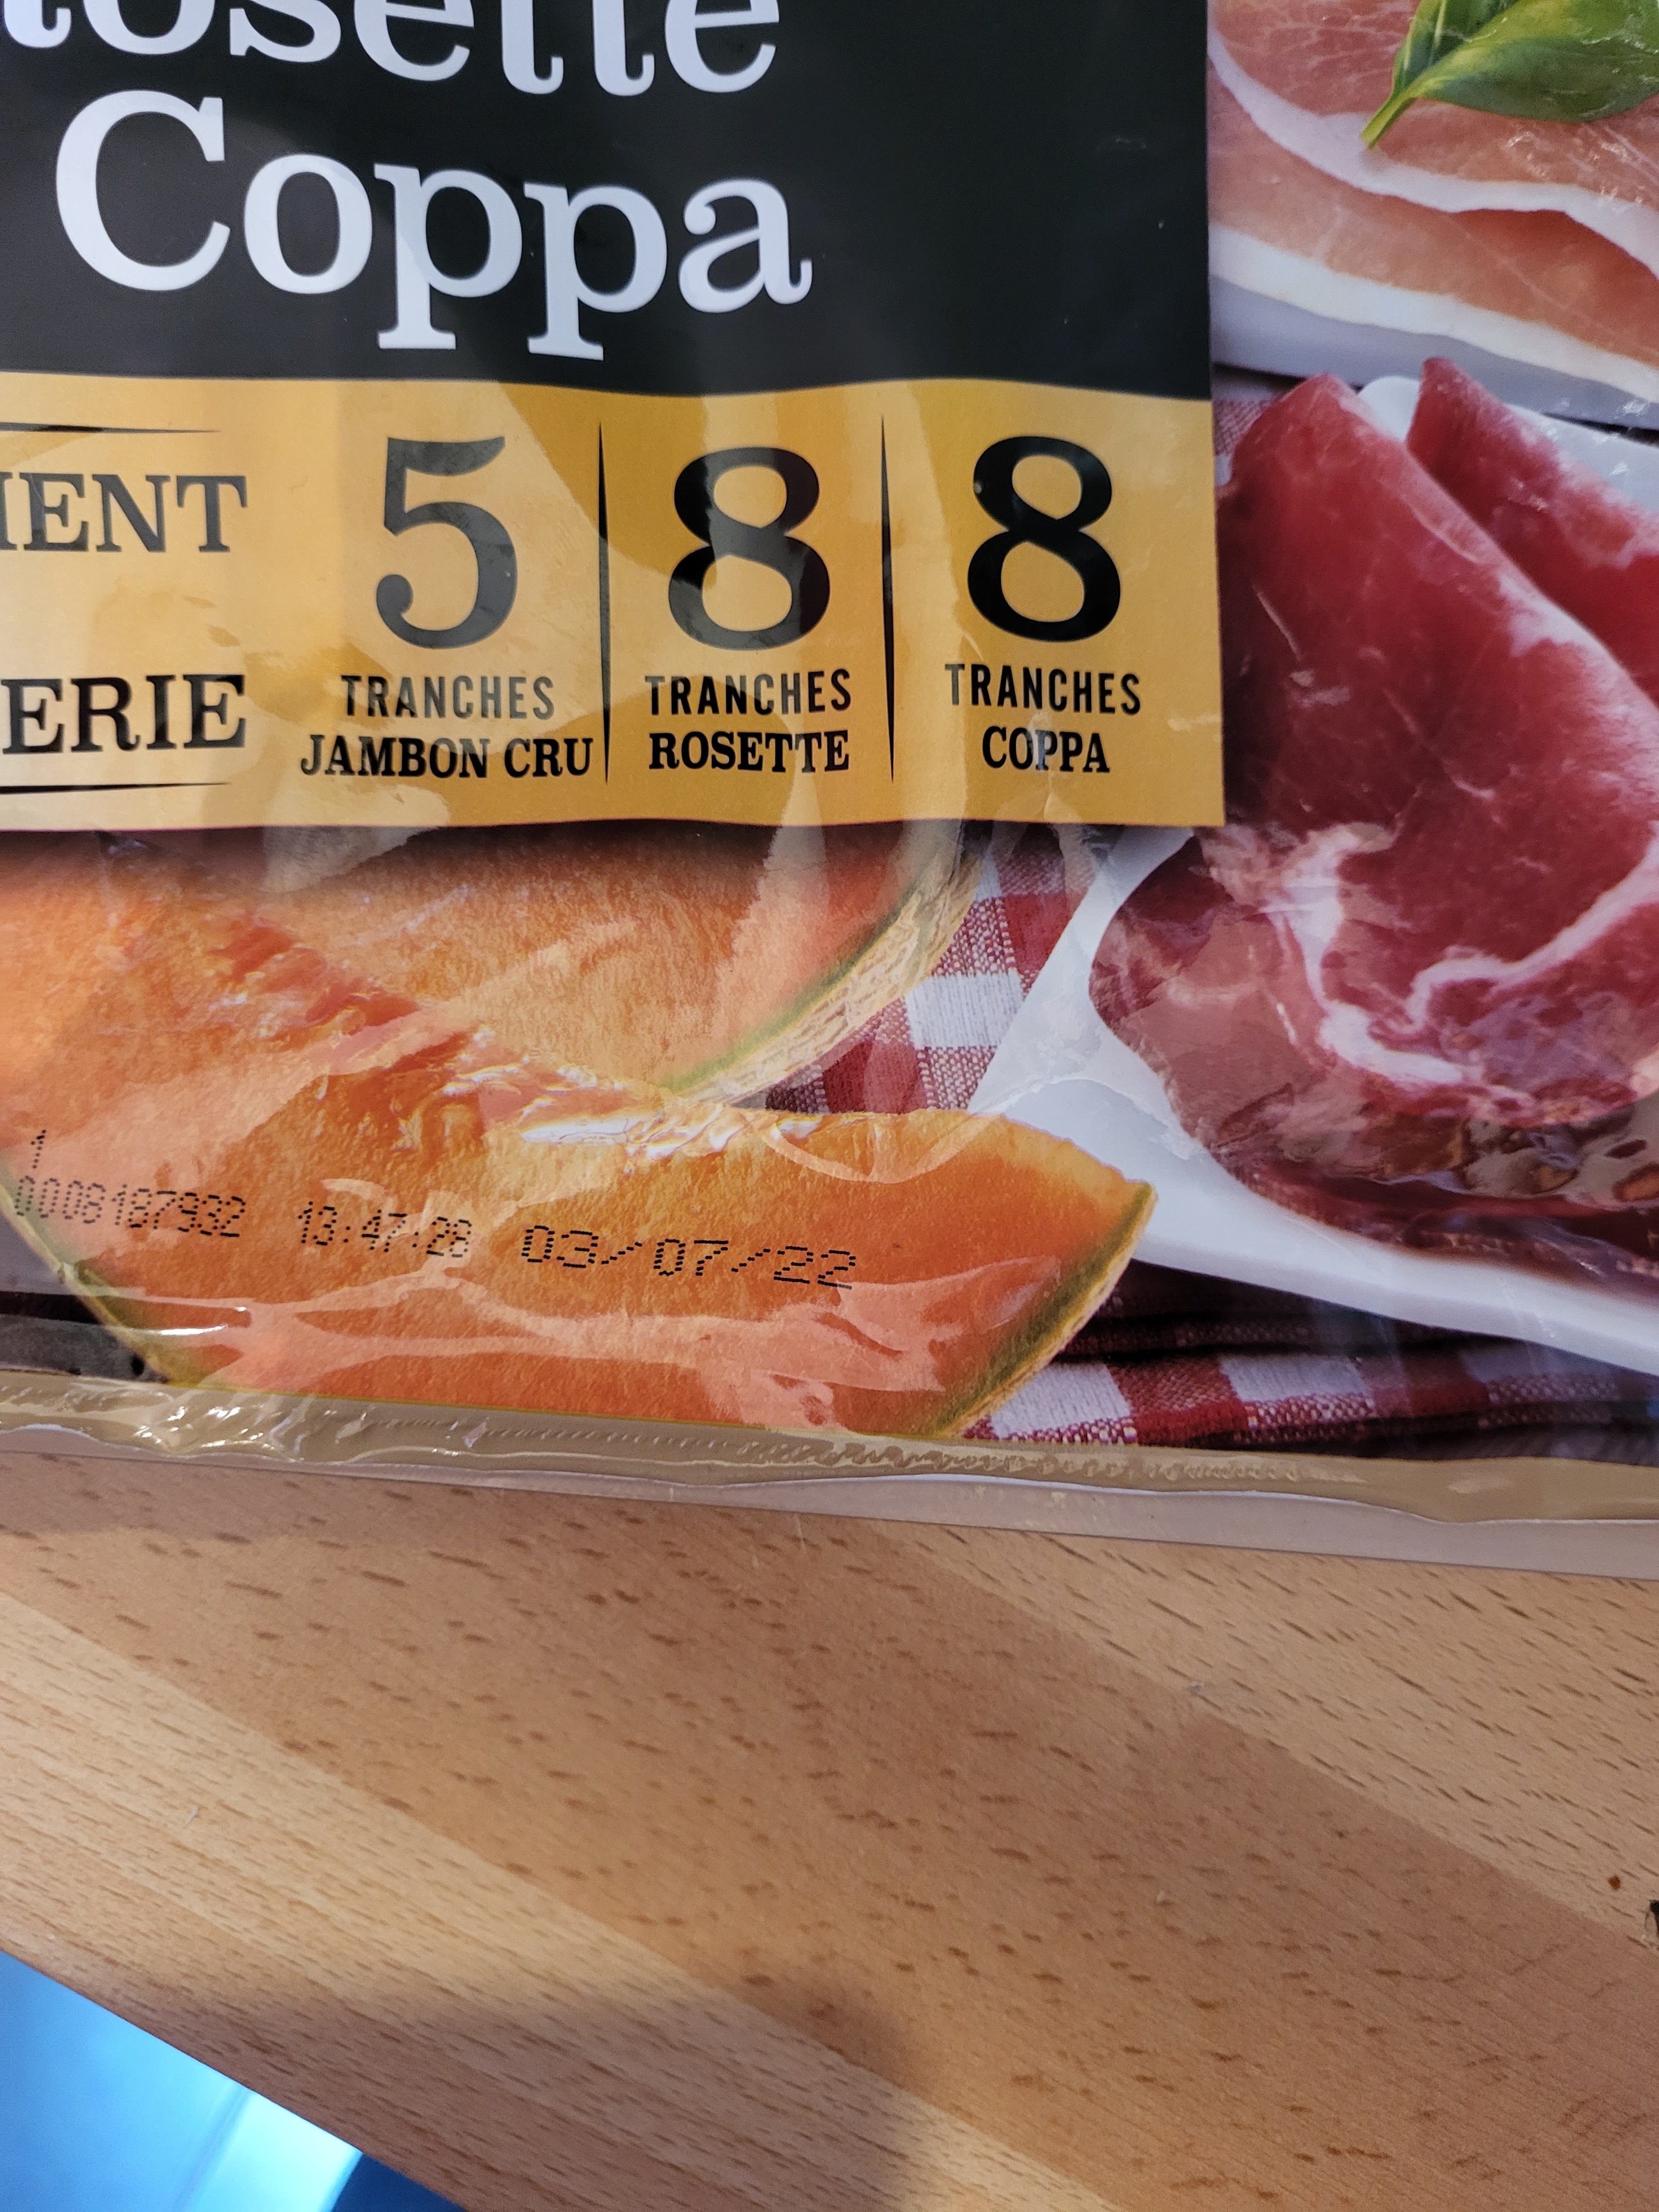 Rosette
Coppa
IENT
ERIE
5
TRANCHES
JAMBON CRU
8
TRANCHES
ROSETTE
8
TRANCHES
COPPA
1
0008187932 13:47:28 03/07/22